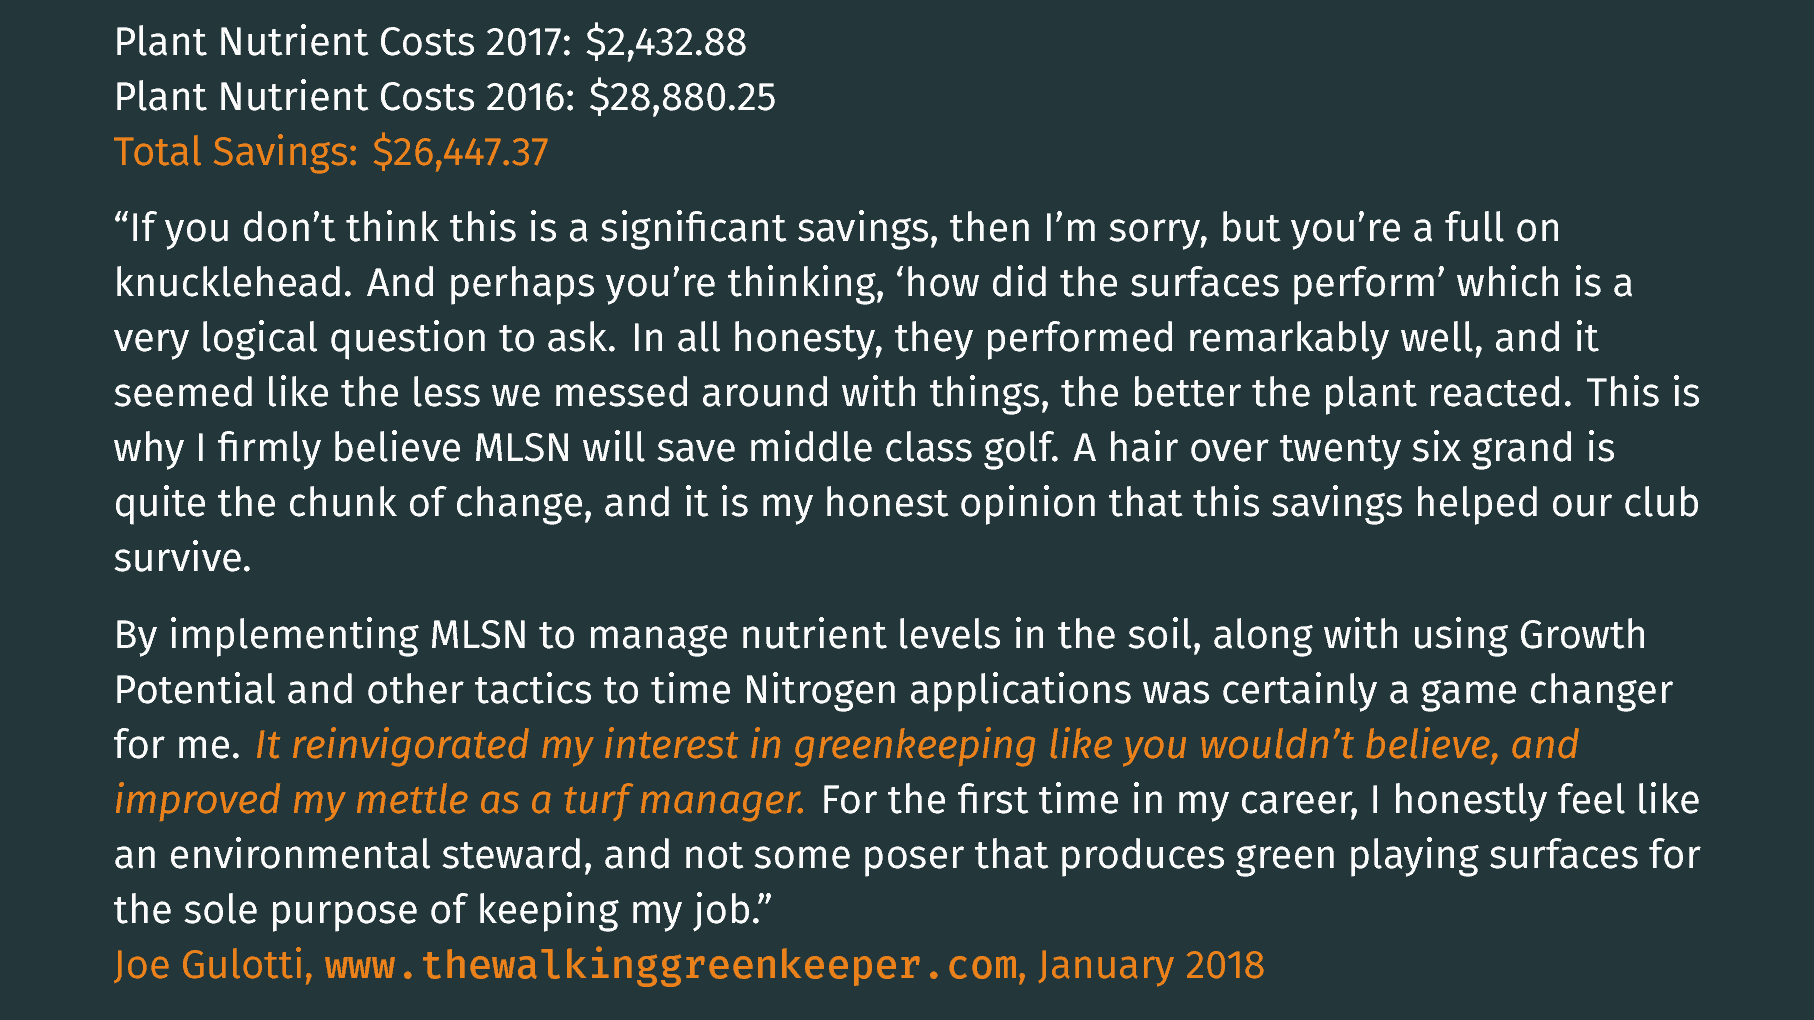 Plant Nutrient Costs 2017: $2,432.88
Plant Nutrient Costs 2016: $28,880.25
Total Savings: $26,447.37
“If you don’t think this is a significant savings, then I’m sorry, but you’re a full on
knucklehead. And perhaps you’re thinking, ‘how did the surfaces perform’ which is a
very logical question to ask. In all honesty, they performed remarkably well, and it
seemed like the less we messed around with things, the better the plant reacted. This is
why I firmly believe MLSN will save middle class golf. A hair over twenty six grand is
quite the chunk of change, and it is my honest opinion that this savings helped our club
survive.
By implementing MLSN to manage nutrient levels in the soil, along with using Growth
Potential and other tactics to time Nitrogen applications was certainly a game changer
for me. It reinvigorated my interest in greenkeeping like you wouldn’t believe, and
improved my mettle as a turf manager. For the first time in my career, I honestly feel like
an environmental steward, and not some poser that produces green playing surfaces for
the sole purpose of keeping my job.”
Joe Gulotti, www.thewalkinggreenkeeper.com, January 2018